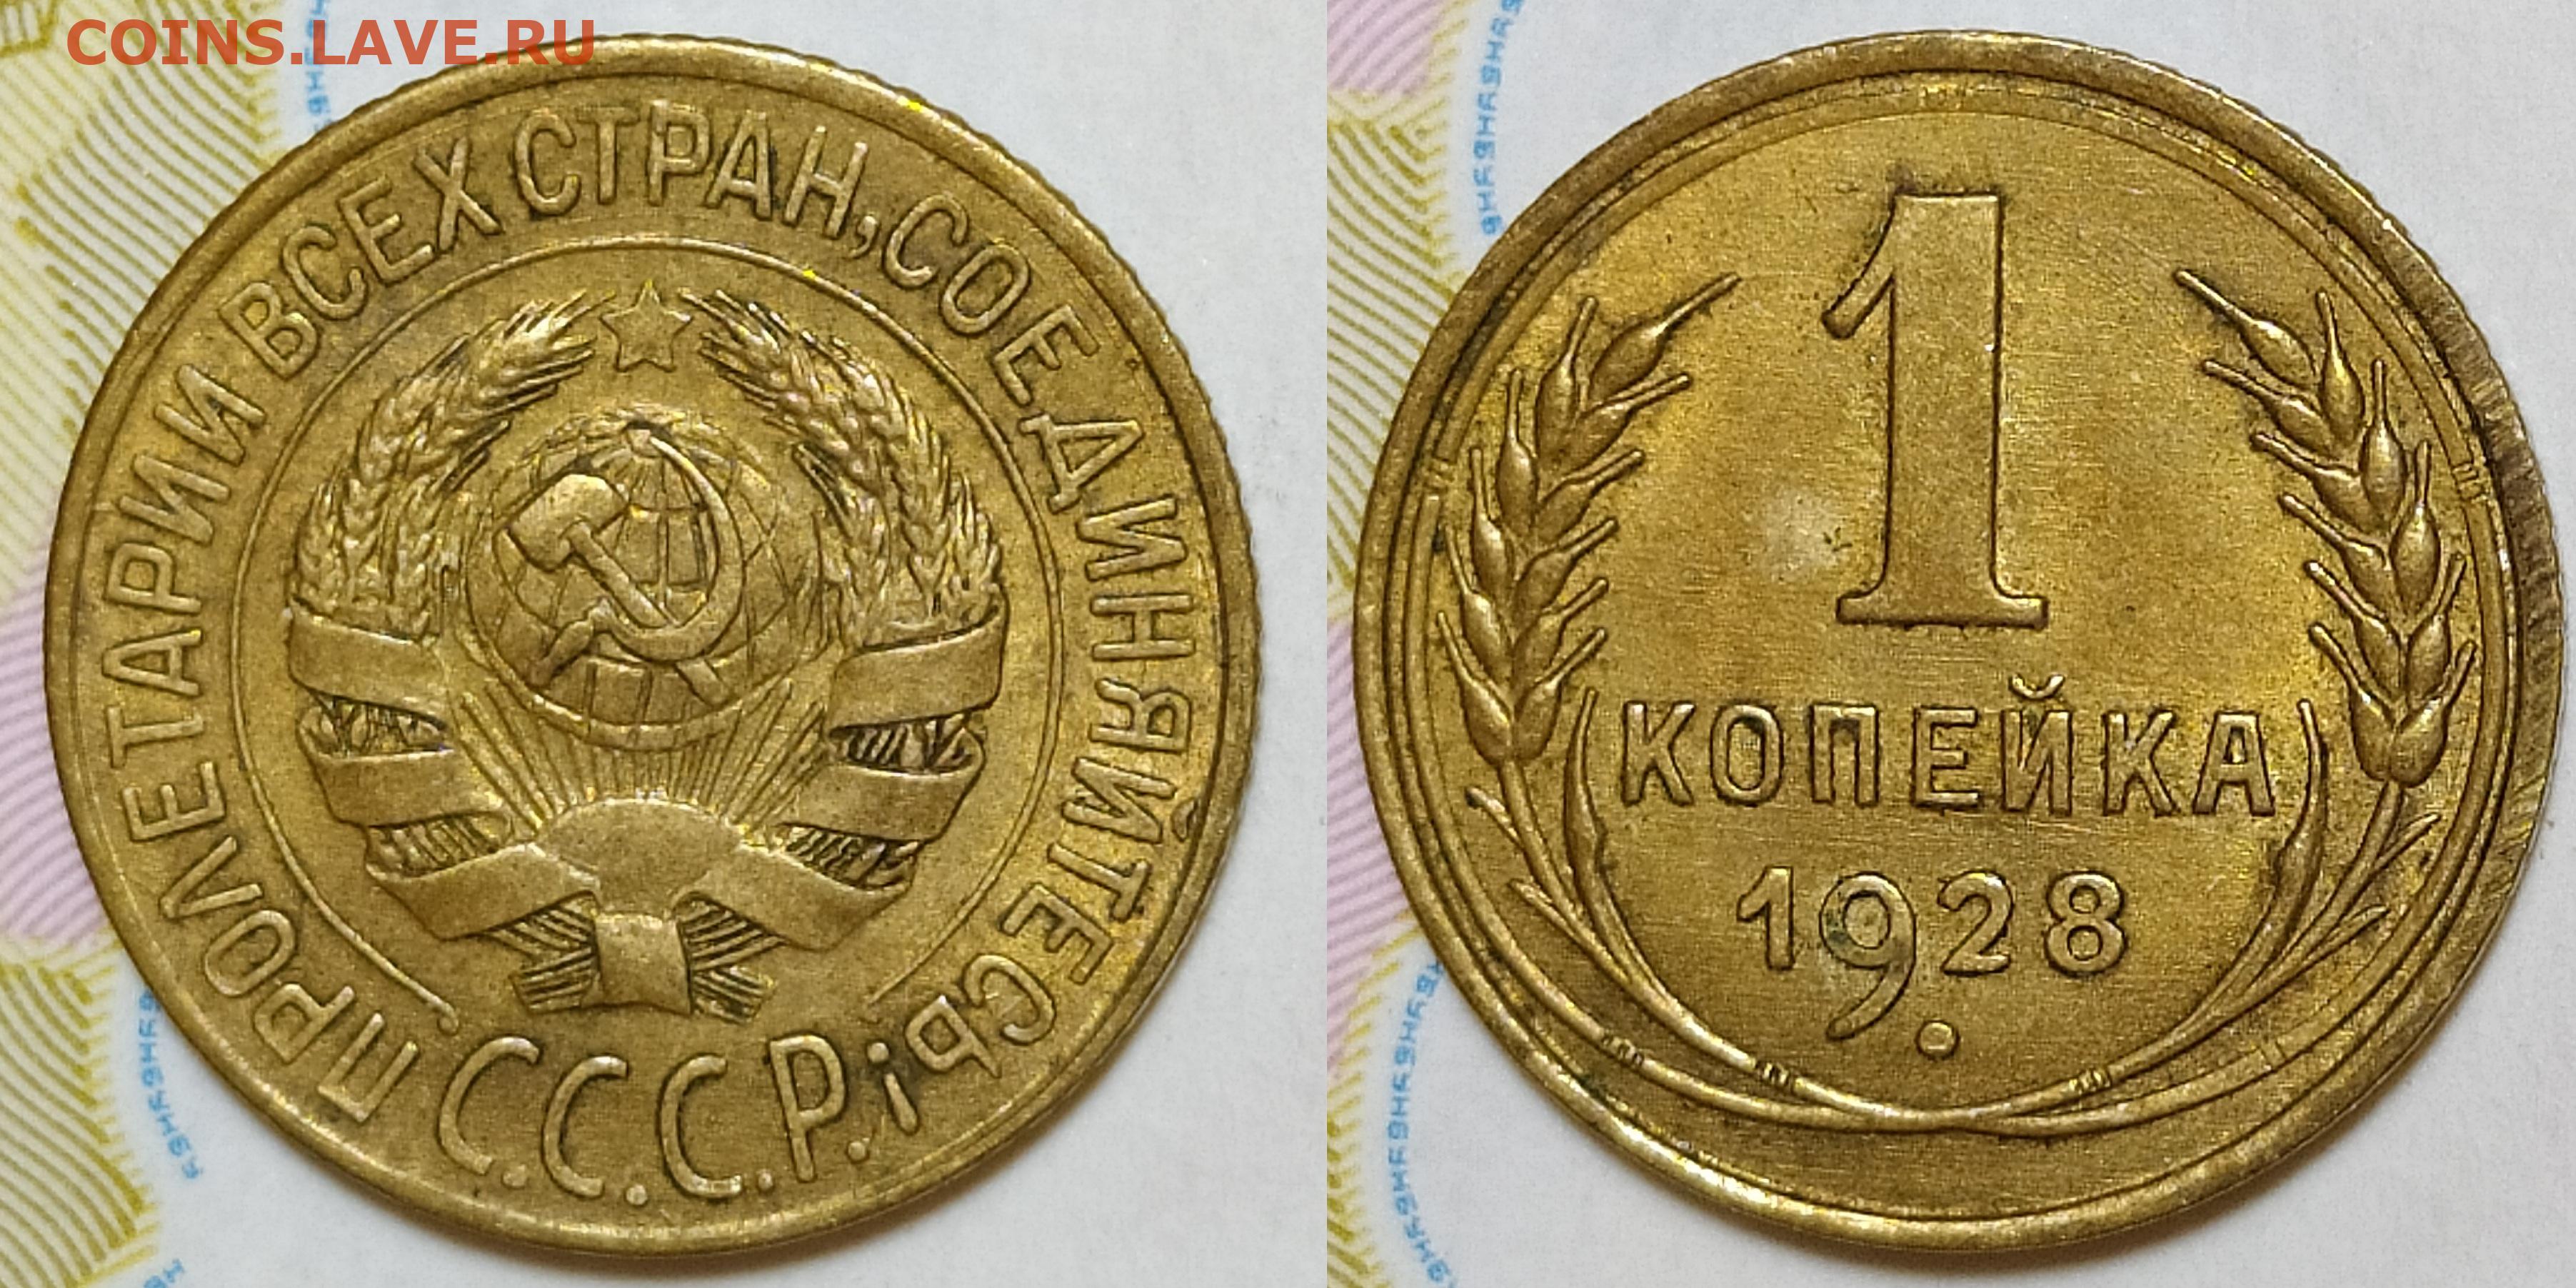 COINS.LAVE.RU
ПРОЛЕТАРИИ ВСЕХ СТРАН, СОЕДИНЯЙТЕСЬ!
С.С.С.Р.
1
КОПЕЙКА
1928
г.